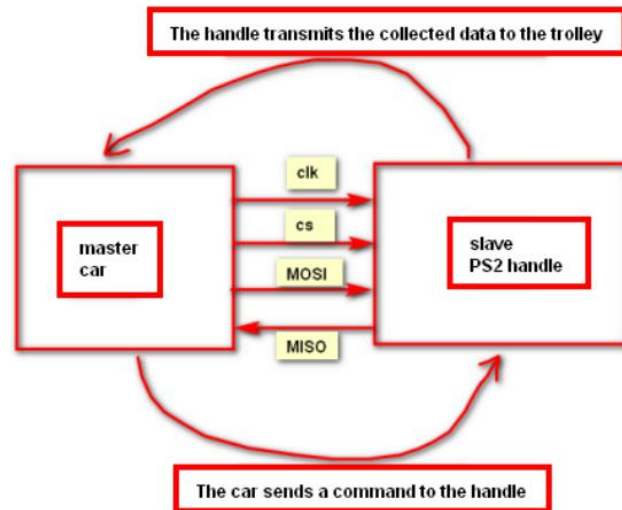 The handle transmits the collected data to the trolley
clk
cs
MOSI
MISO
master
car
slave
PS2 handle
The car sends a command to the handle